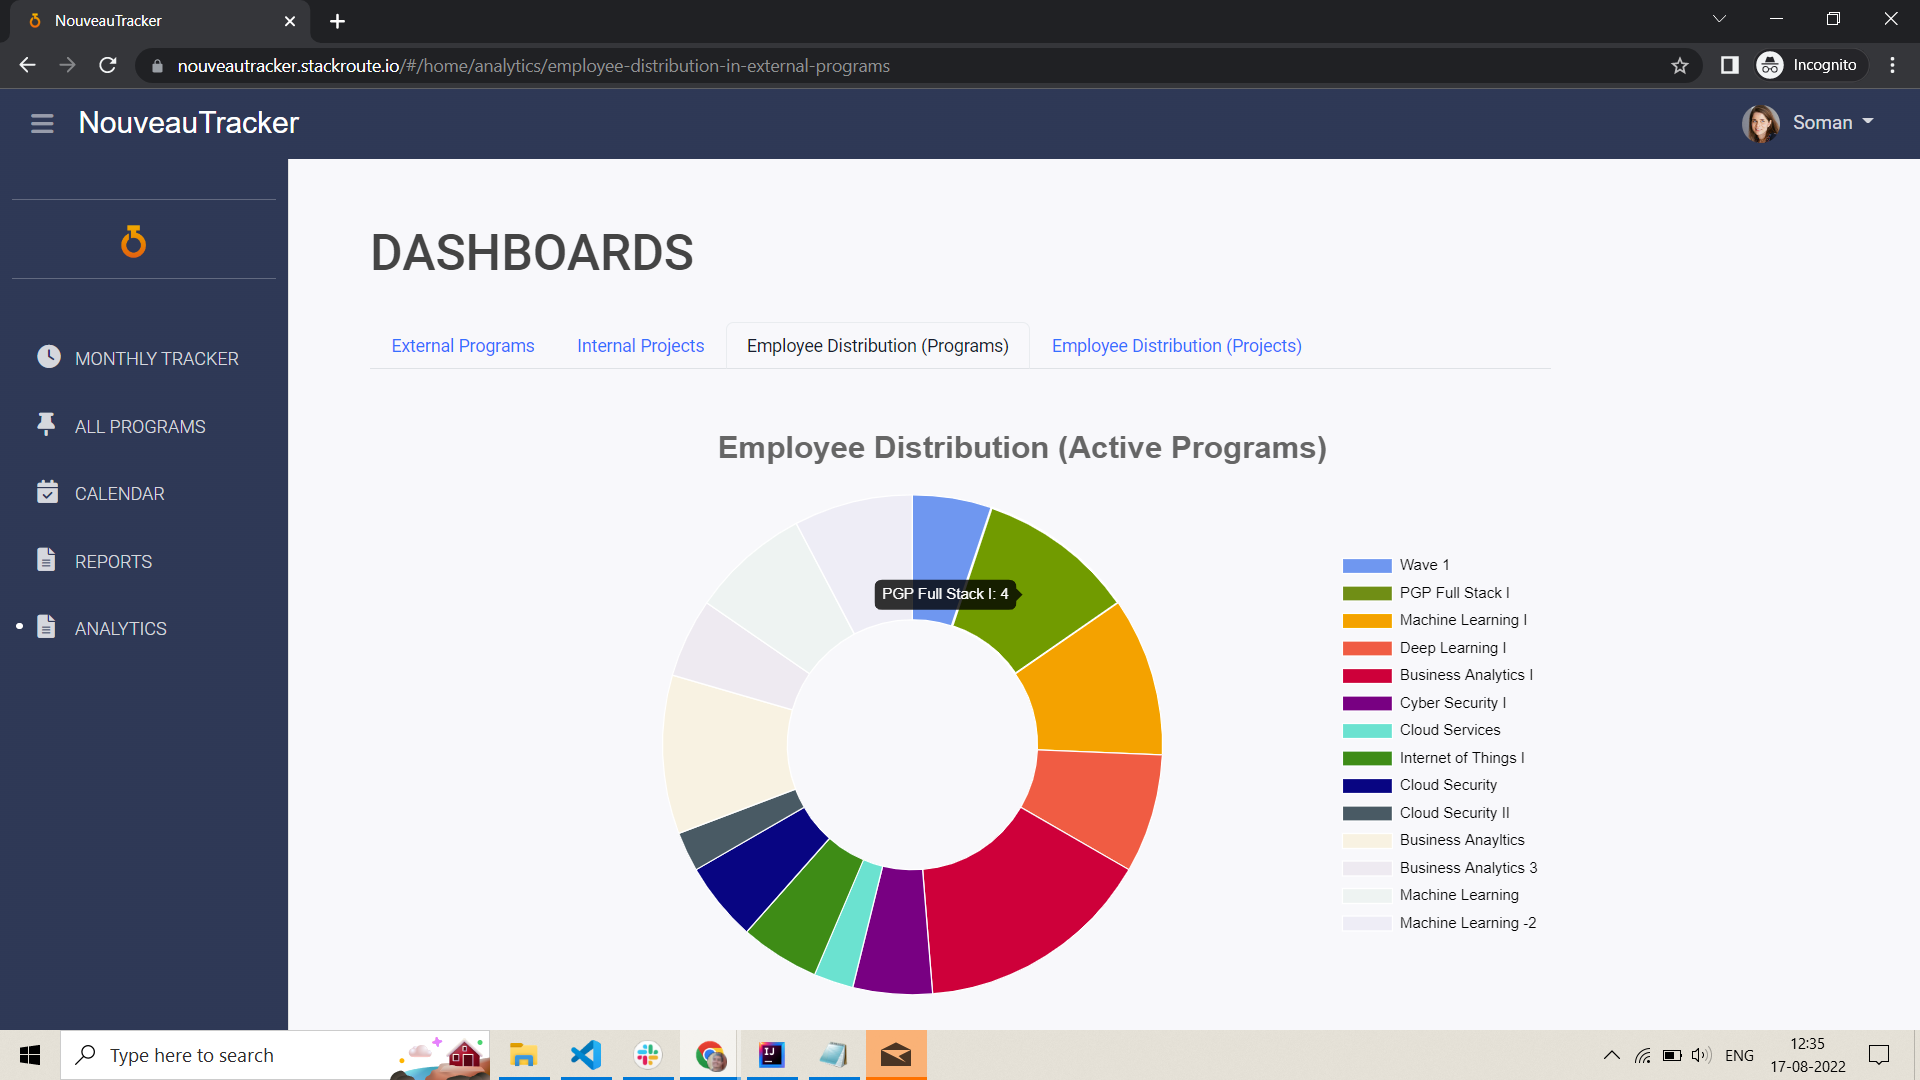 NouveauTracker
nouveautracker.stackroute.io/#/home/analytics/employee-distribution-in-external-programs
Incognito
NouveauTracker
Soman
DASHBOARDS
MONTHLY TRACKER
ALL PROGRAMS
CALENDAR
REPORTS
ANALYTICS
External Programs
Internal Projects
Employee Distribution (Programs)
Employee Distribution (Projects)
Employee Distribution (Active Programs)
PGP Full Stack I: 4
Wave 1
PGP Full Stack I
Machine Learning I
Deep Learning I
Business Analytics I
Cyber Security I
Cloud Services
Internet of Things I
Cloud Security
Cloud Security II
Business Anayltics
Business Analytics 3
Machine Learning
Machine Learning -2
Type here to search
IJ
ENG
12:35
17-08-2022